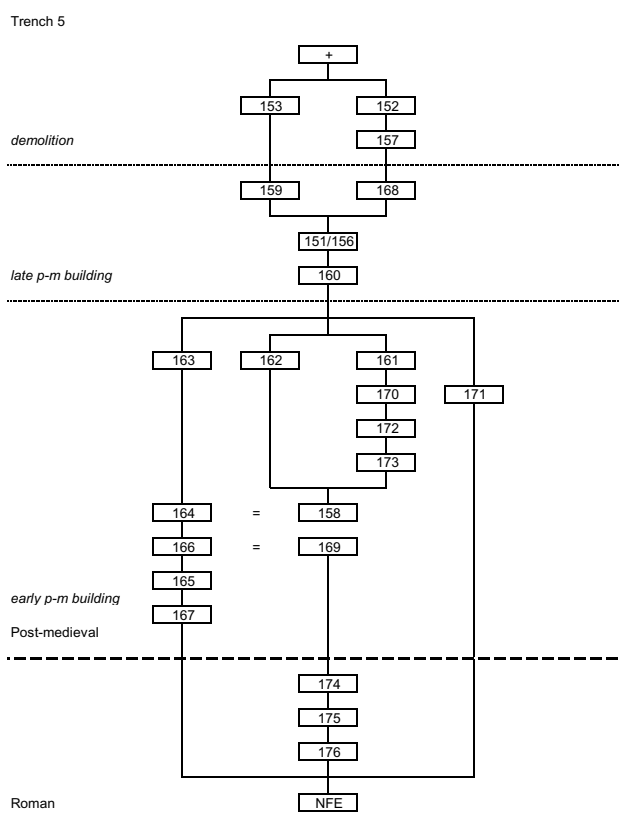 Trench 5
+
153 152
demolition 157
159 168
151/156
late p-m building 160
163 162 161
170 171
172
173
164 = 158
166 = 169
165
early p-m building
167
Post-medieval
174
175
176
Roman NFE